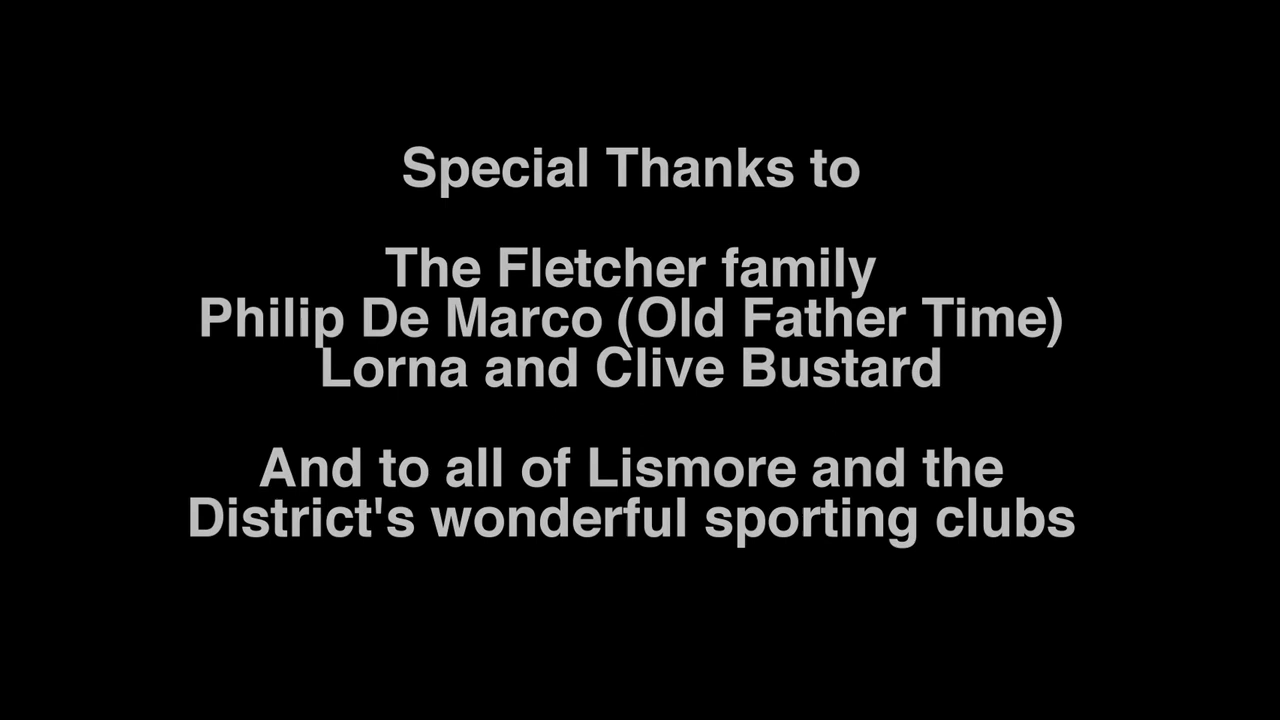 Special Thanks to
The Fletcher family
Philip De Marco (Old Father Time)
Lorna and Clive Bustard
And to all of Lismore and the
District's wonderful sporting clubs